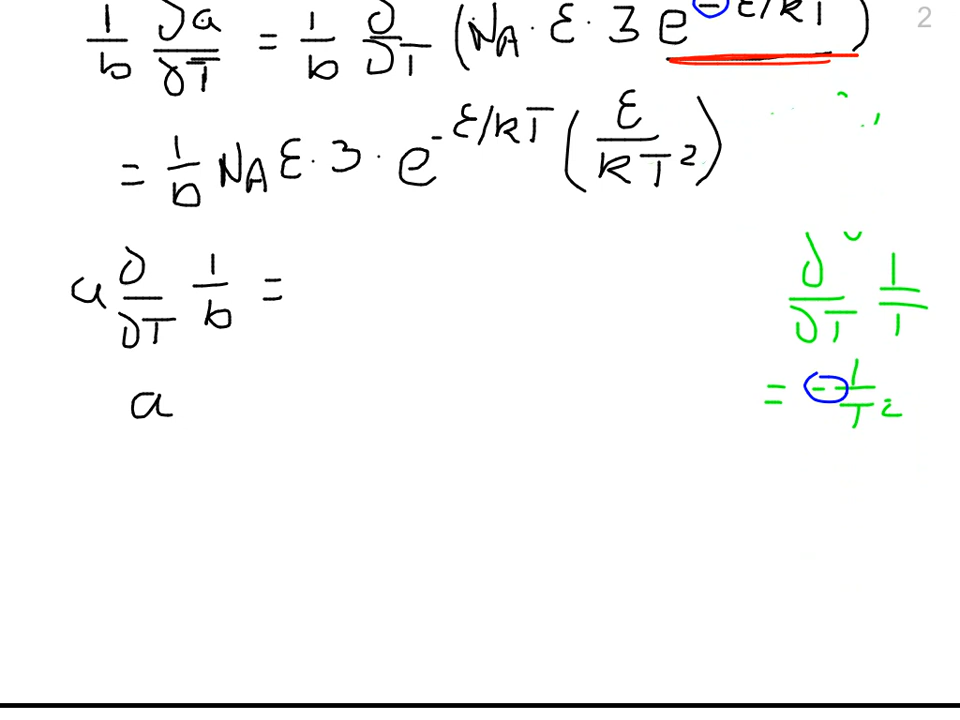 2
1/b ∂a/∂T = 1/b ∂/∂T (N_A · ε · 3 e^(-ε/kT))
= 1/b N_A ε · 3 · e^(-ε/kT) (ε/kT²)
a ∂/∂T 1/b =
a
∂/∂T 1/T
= -1/T²